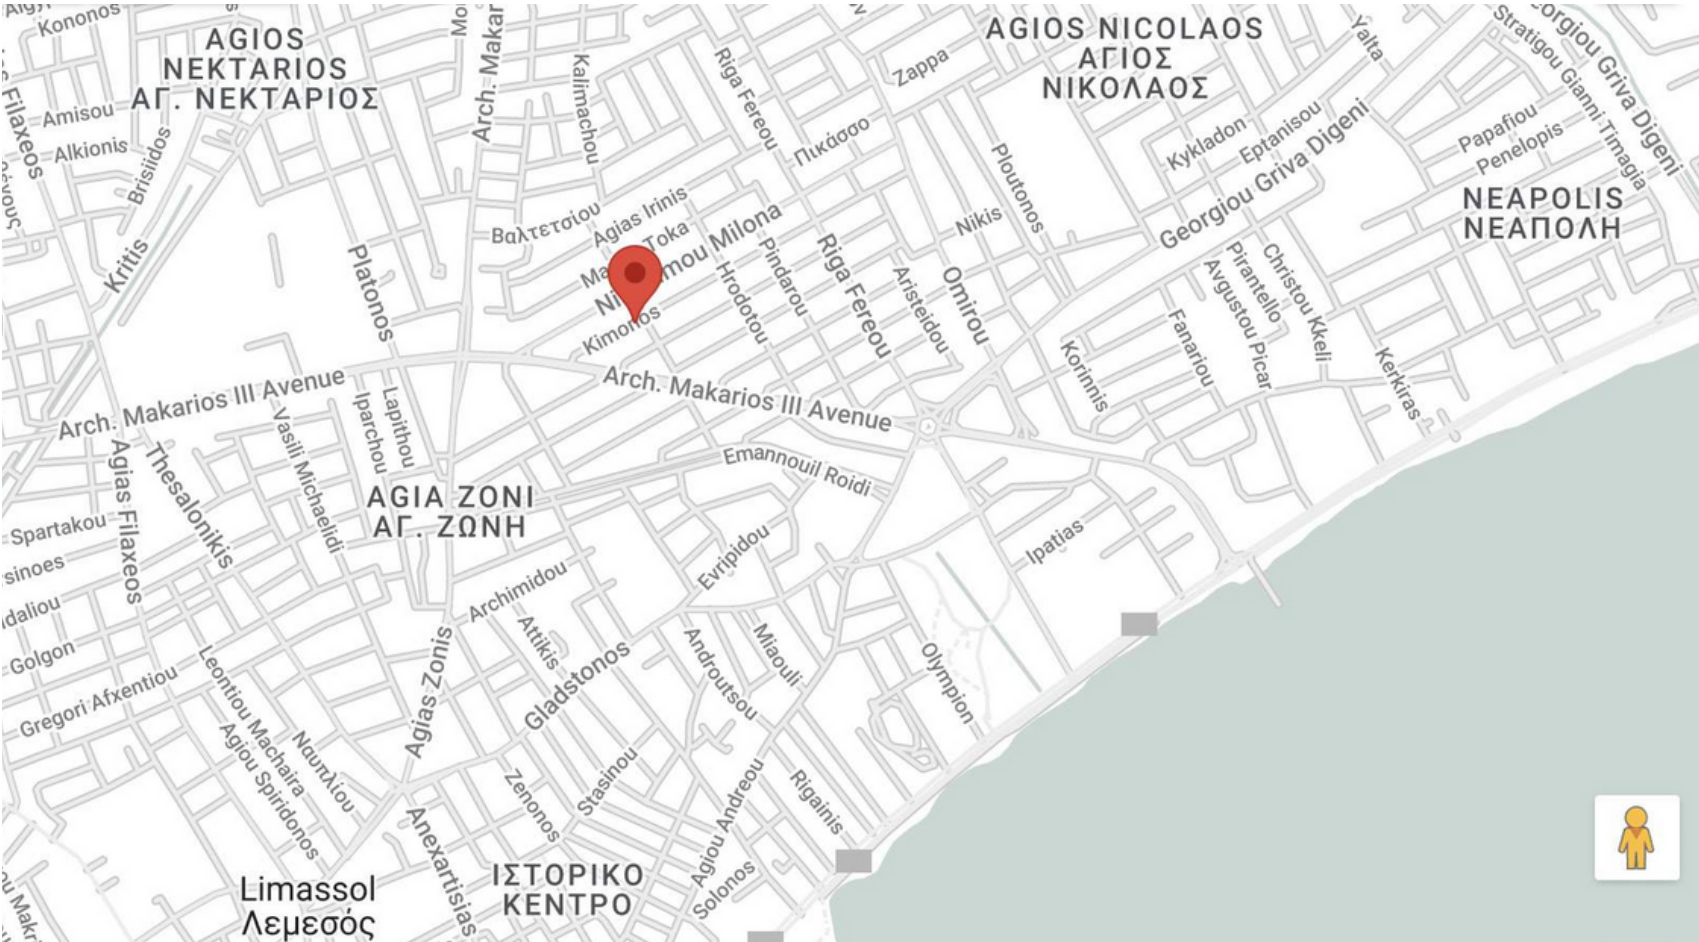 Kononos
AGIOS
NEKTARIOS
ΑΓ. ΝΕΚΤΑΡΙΟΣ
Arch. Makar
Kalimachou
Riga Fereou
Zappa
AGIOS NICOLAOS
ΑΓΙΟΣ
ΝΙΚΟΛΑΟΣ
Yalta
Stratigou Gianni Timagia
eorgiou Griva Digeni
s Filaxeos
Amisou
Alkionis
Brisiidos
Πικάσσο
Ploutonos
Kykladon
Eptanisou
Georgiou Griva Digeni
Papafiou
Penelopis
NEAPOLIS
ΝΕΑΠΟΛΗ
Kritis
Platonos
Βαλτετσίου
Agias Irinis
Toka
mou Milona
Kimonos
Hrodotou
Pindarou
Riga Fereou
Aristeidou
Omirou
Nikis
Pirantello
Avgustou Picar
Christou Kkeli
Fanariou
Korinnis
Kerkiras
Arch. Makarios III Avenue
Arch. Makarios III Avenue
Lapithou
Iparchou
Vasili Michaelidi
Agias Filaxeos
Thesalonikis
Emannouil Roidi
AGIA ZONI
ΑΓ. ΖΩΝΗ
Spartakou
sinoes
daliou
Golgon
Gregori Afxentiou
Evripidou
Ipatias
Archimidou
Attikis
Agias Zonis
Gladstonos
Androutsou
Miaouli
Olympion
Leontiou Machaira
Agiou Spiridonos
Ναυπλίου
Zenonos
Stasinou
Agiou Andreou
Rigainis
Anexartisias
Solonos
ΙΣΤΟΡΙΚΟ
ΚΕΝΤΡΟ
Limassol
Λεμεσός